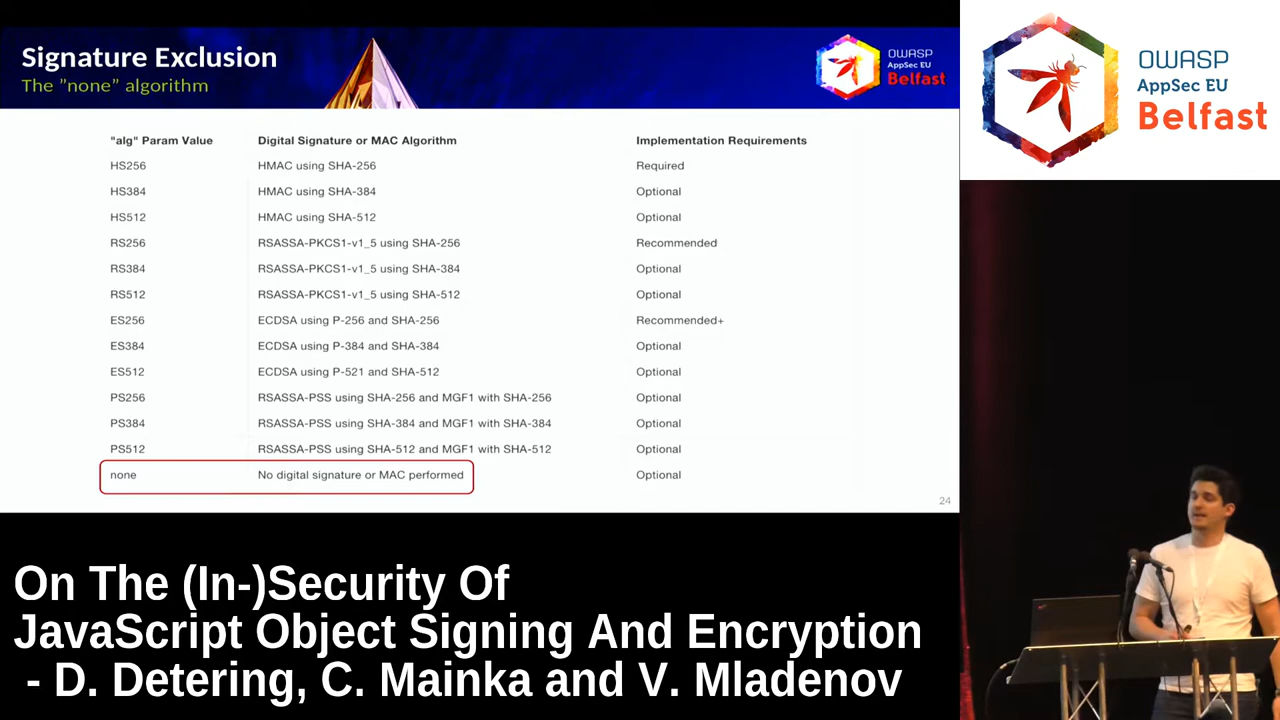 Signature Exclusion
The ”none” algorithm
OWASP
AppSec EU
Belfast
OWASP
AppSec EU
Belfast
"alg" Param Value Digital Signature or MAC Algorithm Implementation Requirements
HS256 HMAC using SHA-256 Required
HS384 HMAC using SHA-384 Optional
HS512 HMAC using SHA-512 Optional
RS256 RSASSA-PKCS1-v1_5 using SHA-256 Recommended
RS384 RSASSA-PKCS1-v1_5 using SHA-384 Optional
RS512 RSASSA-PKCS1-v1_5 using SHA-512 Optional
ES256 ECDSA using P-256 and SHA-256 Recommended+
ES384 ECDSA using P-384 and SHA-384 Optional
ES512 ECDSA using P-521 and SHA-512 Optional
PS256 RSASSA-PSS using SHA-256 and MGF1 with SHA-256 Optional
PS384 RSASSA-PSS using SHA-384 and MGF1 with SHA-384 Optional
PS512 RSASSA-PSS using SHA-512 and MGF1 with SHA-512 Optional
none No digital signature or MAC performed Optional
24
On The (In-)Security Of
JavaScript Object Signing And Encryption
- D. Detering, C. Mainka and V. Mladenov